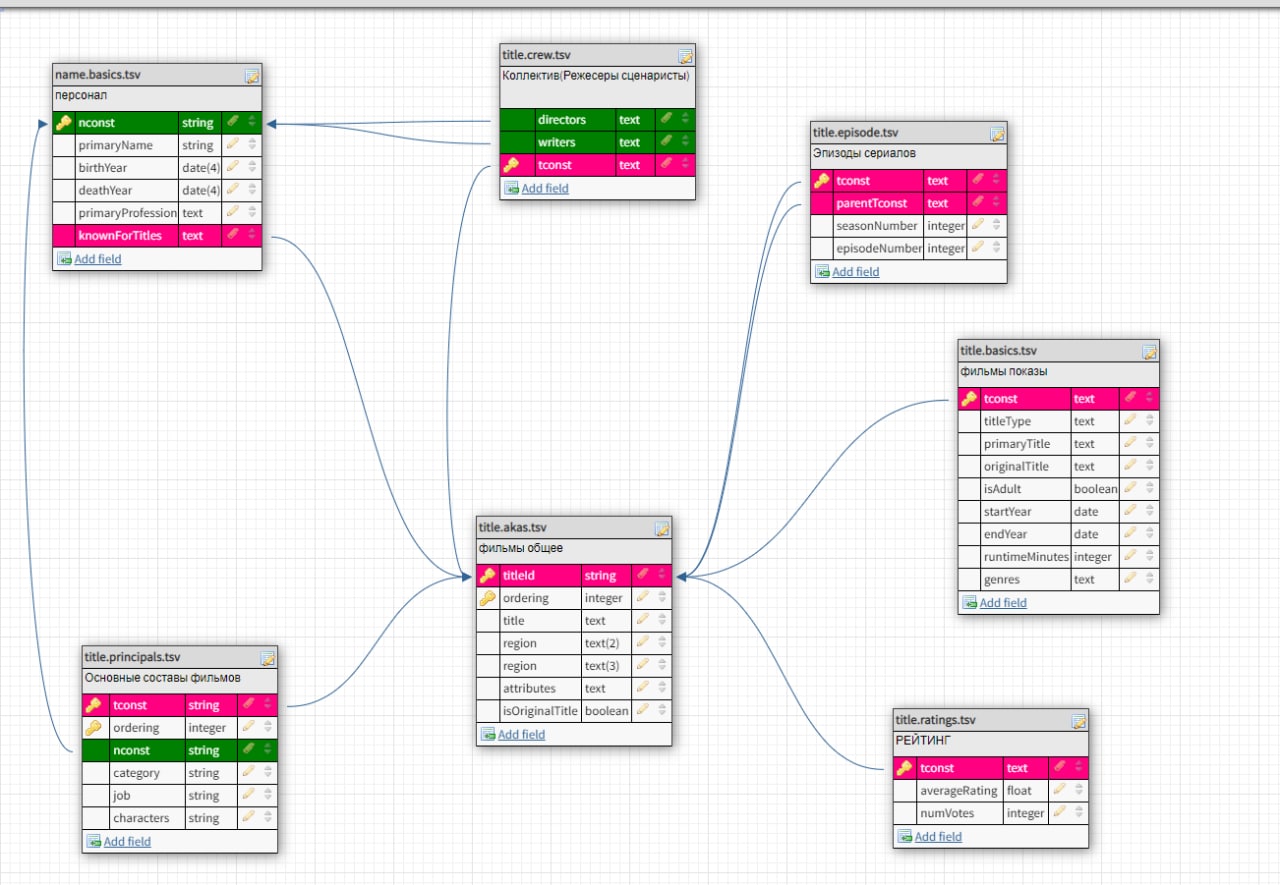 name.basics.tsv
персонал
nconst string
primaryName string
birthYear date(4)
deathYear date(4)
primaryProfession text
knownForTitles text
Add field
title.crew.tsv
Коллектив(Режесеры сценаристы)
directors text
writers text
tconst text
Add field
title.episode.tsv
Эпизоды сериалов
tconst text
parentTconst text
seasonNumber integer
episodeNumber integer
Add field
title.basics.tsv
фильмы показы
tconst text
titleType text
primaryTitle text
originalTitle text
isAdult boolean
startYear date
endYear date
runtimeMinutes integer
genres text
Add field
title.akas.tsv
фильмы общее
titleId string
ordering integer
title text
region text(2)
region text(3)
attributes text
isOriginalTitle boolean
Add field
title.principals.tsv
Основные составы фильмов
tconst string
ordering integer
nconst string
category string
job string
characters string
Add field
title.ratings.tsv
РЕЙТИНГ
tconst text
averageRating float
numVotes integer
Add field